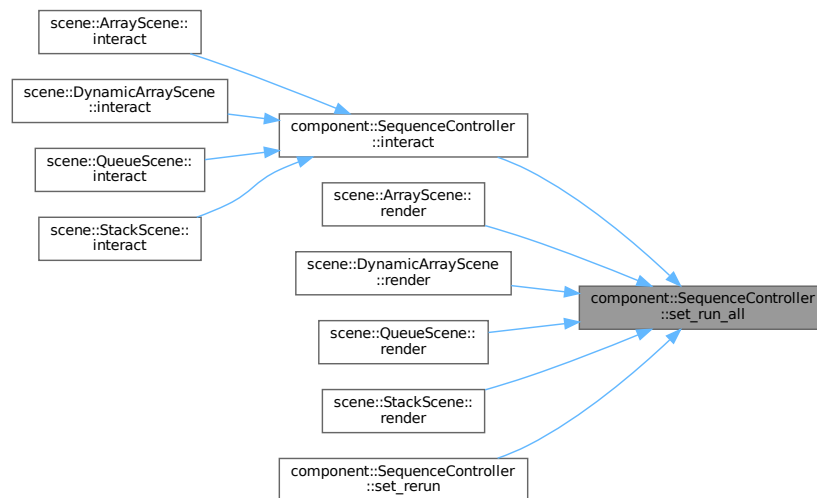 scene::ArrayScene::
interact
scene::DynamicArrayScene
::interact
scene::QueueScene::
interact
scene::StackScene::
interact
component::SequenceController
::interact
scene::ArrayScene::
render
scene::DynamicArrayScene
::render
scene::QueueScene::
render
scene::StackScene::
render
component::SequenceController
::set_rerun
component::SequenceController
::set_run_all